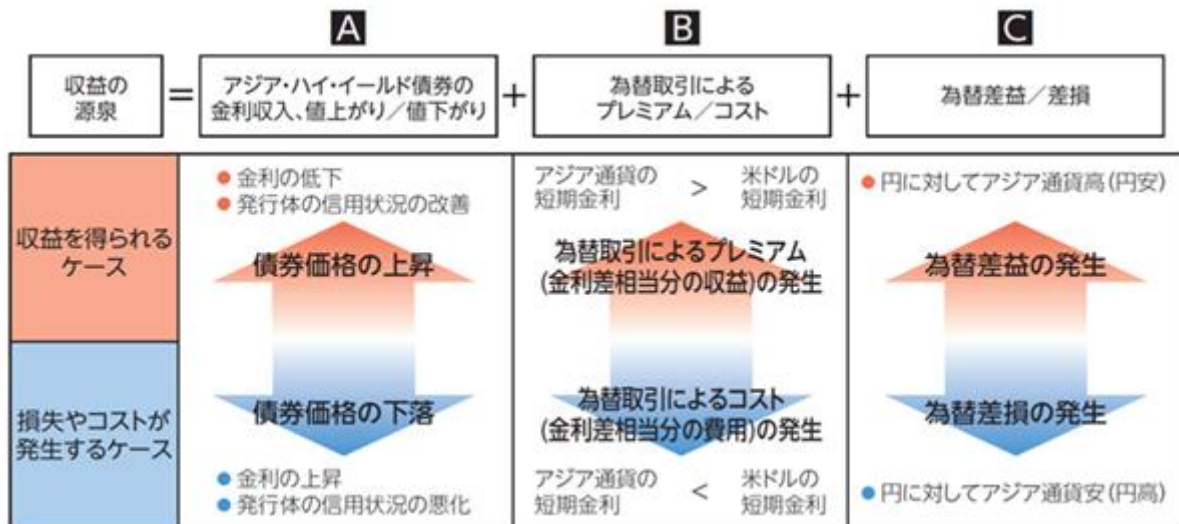 A
B
C
収益の
源泉
=
アジア・ハイ・イールド債券の
金利収入、値上がり/値下がり
+
為替取引による
プレミアム/コスト
+
為替差益/差損
収益を得られる
ケース
●金利の低下
●発行体の信用状況の改善
債券価格の上昇
アジア通貨の
短期金利
>
米ドルの
短期金利
為替取引によるプレミアム
(金利差相当分の収益)の発生
●円に対してアジア通貨高(円安)
為替差益の発生
損失やコストが
発生するケース
債券価格の下落
●金利の上昇
●発行体の信用状況の悪化
為替取引によるコスト
(金利差相当分の費用)の発生
アジア通貨の
短期金利
<
米ドルの
短期金利
為替差損の発生
●円に対してアジア通貨安(円高)